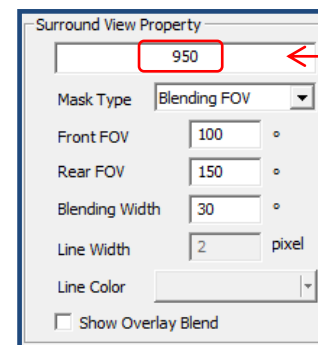 Surround View Property
950
Mask Type Blending FOV
Front FOV 100 °
Rear FOV 150 °
Blending Width 30 °
Line Width 2 pixel
Line Color
Show Overlay Blend